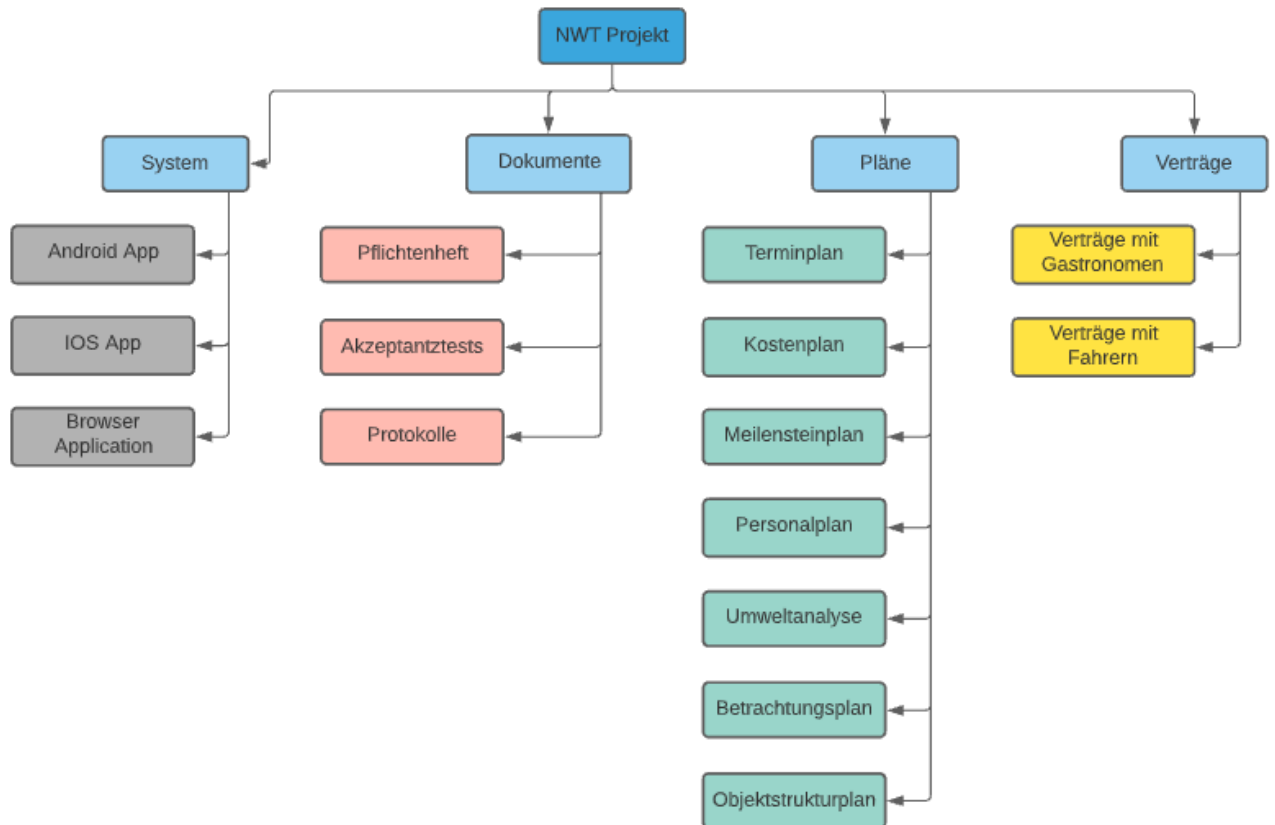 NWT Projekt
System
Dokumente
Pläne
Verträge
Android App
IOS App
Browser
Application
Pflichtenheft
Akzeptantztests
Protokolle
Terminplan
Kostenplan
Meilensteinplan
Personalplan
Umweltanalyse
Betrachtungsplan
Objektstrukturplan
Verträge mit
Gastronomen
Verträge mit
Fahrern